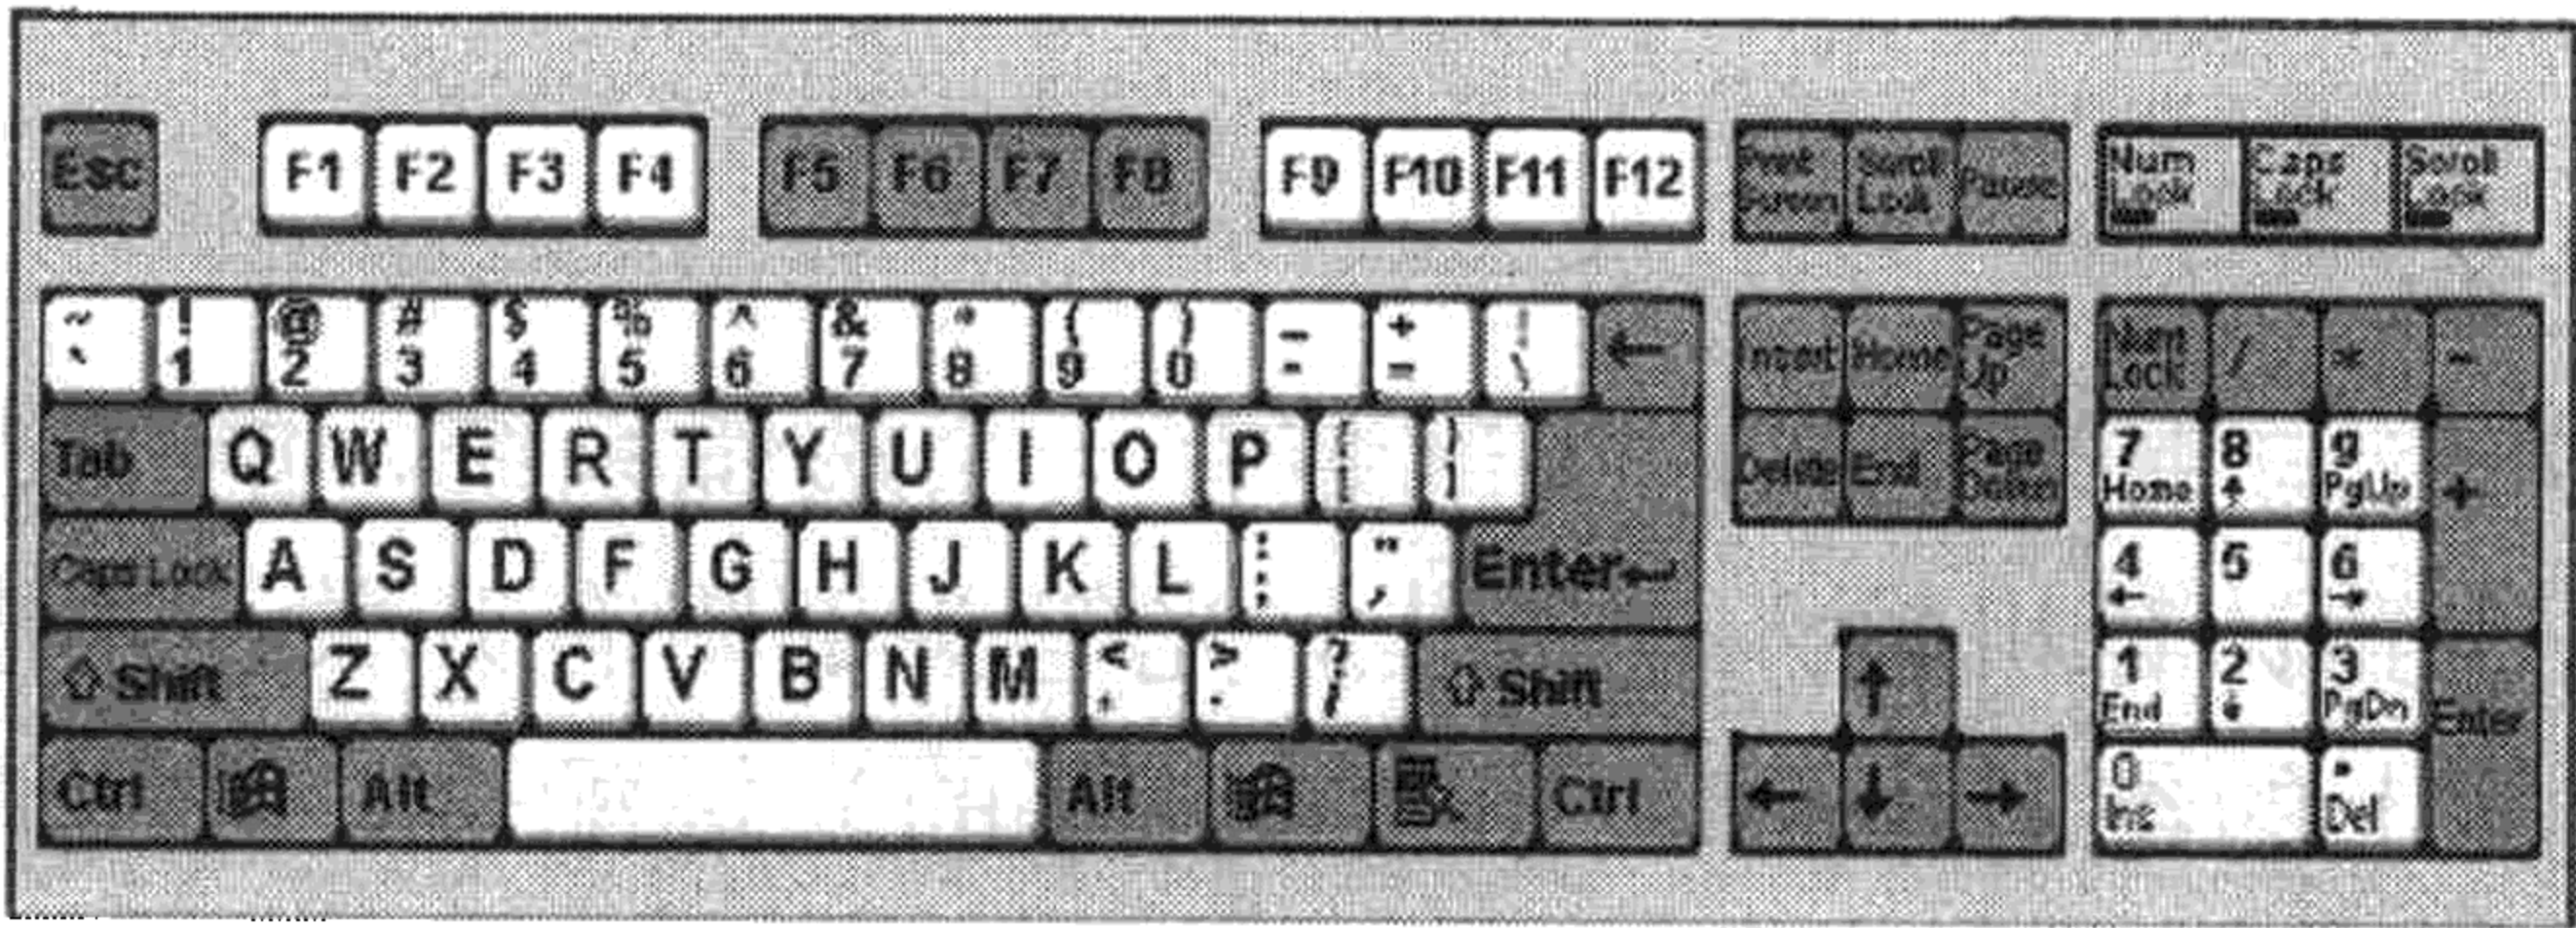 Esc F1 F2 F3 F4 F5 F6 F7 F8 F9 F10 F11 F12 Print Screen Scroll Lock Pause Num Lock Caps Lock Scroll Lock
~ ! @ # $ % ^ & * ( ) _ + |
` 1 2 3 4 5 6 7 8 9 0 - = \ ← Insert Home Page Up Num Lock / * -
Tab Q W E R T Y U I O P { [ } ] Delete End Page Down 7 Home 8 ↑ 9 PgUp +
Caps Lock A S D F G H J K L : ; " ' Enter↵ 4 ← 5 6 →
⇧ Shift Z X C V B N M < , > . ? / ⇧ Shift ↑ 1 End 2 ↓ 3 PgDn Enter
Ctrl Alt Alt Ctrl ← ↓ → 0 Ins . Del